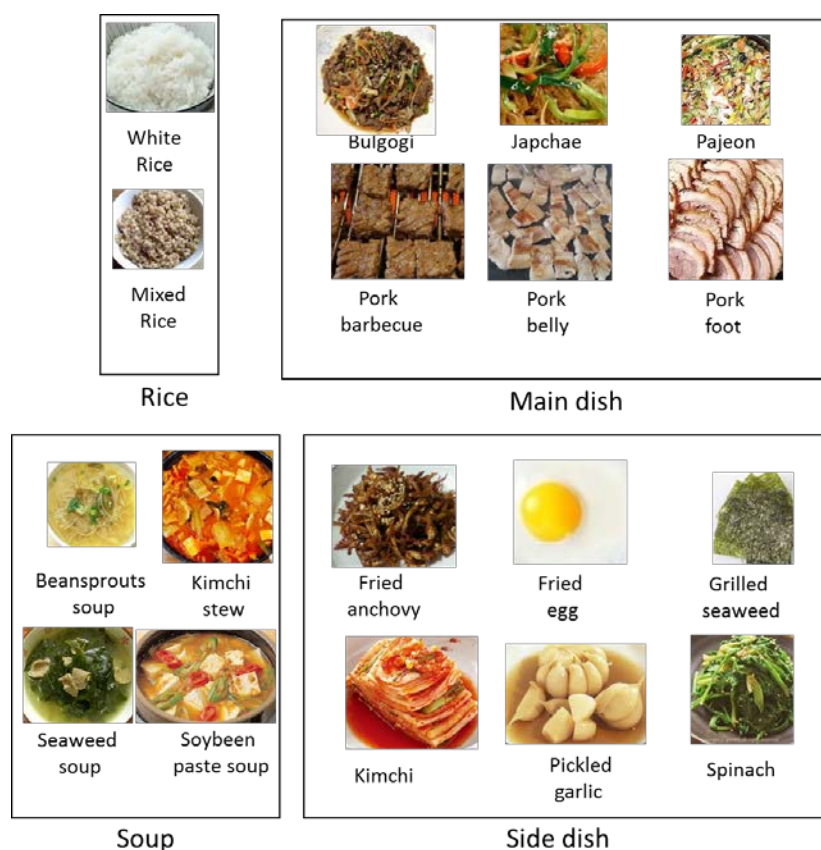 White
Rice
Mixed
Rice
Rice
Bulgogi
Japchae
Pajeon
Pork
barbecue
Pork
belly
Pork
foot
Main dish
Beansprouts
soup
Kimchi
stew
Seaweed
soup
Soybeen
paste soup
Soup
Fried
anchovy
Fried
egg
Grilled
seaweed
Kimchi
Pickled
garlic
Spinach
Side dish